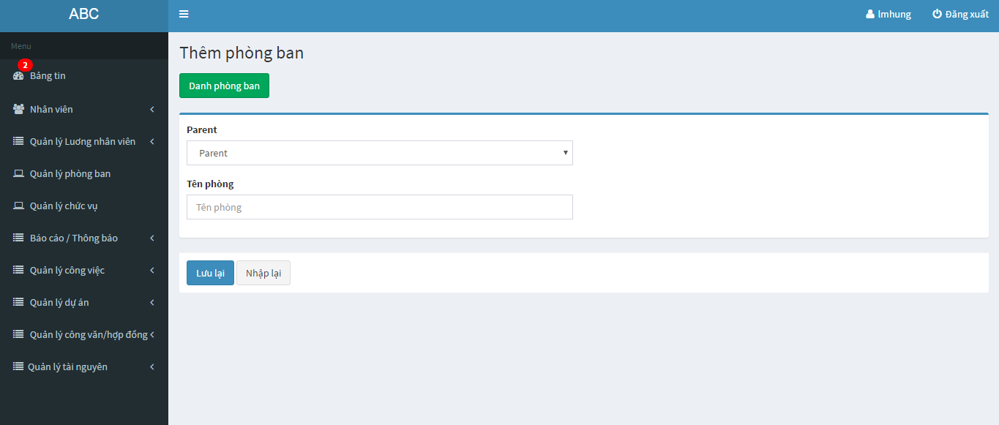 ABC
lmhung
Đăng xuất
Menu
2
Bảng tin
Nhân viên
Quản lý Lương nhân viên
Quản lý phòng ban
Quản lý chức vụ
Báo cáo / Thông báo
Quản lý công việc
Quản lý dự án
Quản lý công văn/hợp đồng
Quản lý tài nguyên
Thêm phòng ban
Danh phòng ban
Parent
Parent
Tên phòng
Tên phòng
Lưu lại
Nhập lại